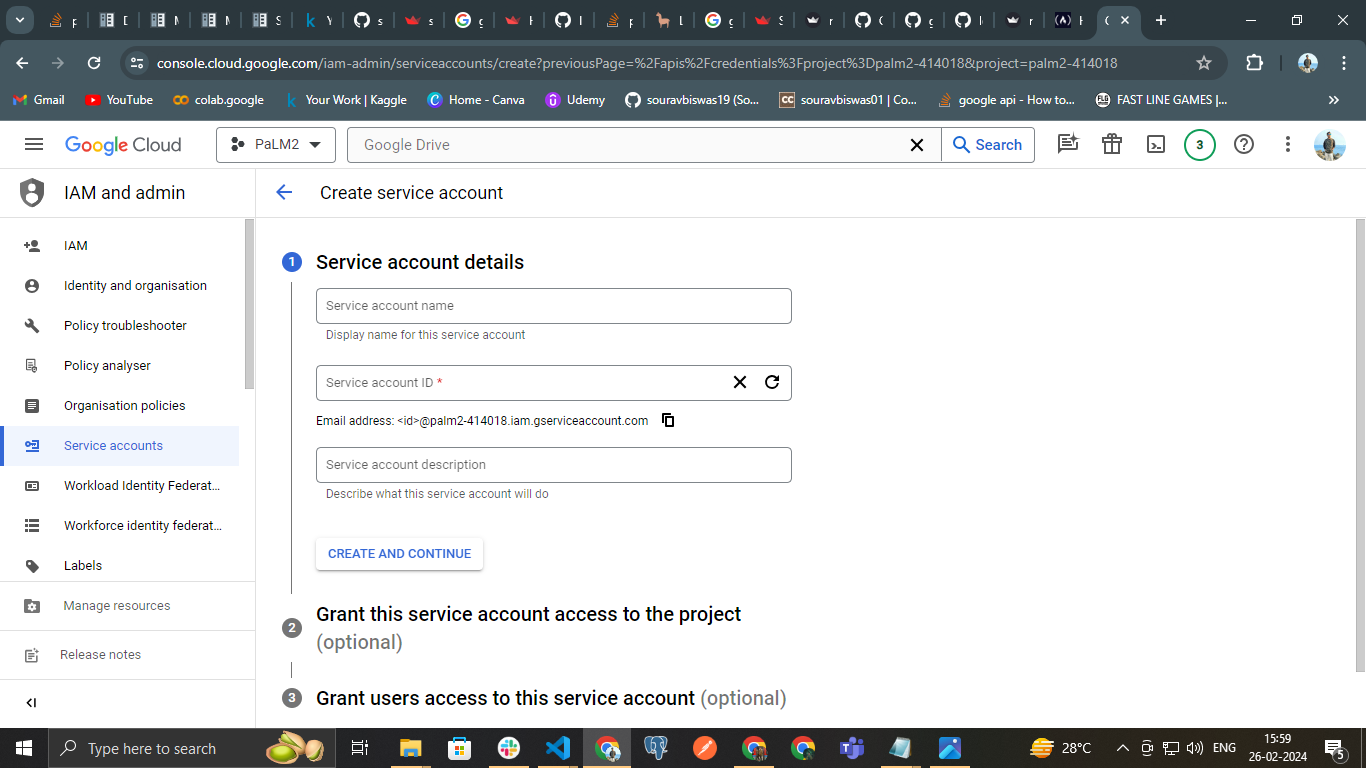 console.cloud.google.com/iam-admin/serviceaccounts/create?previousPage=%2Fapis%2Fcredentials%3Fproject%3Dpalm2-414018&project=palm2-414018
Gmail
YouTube
colab.google
Your Work | Kaggle
Home - Canva
Udemy
souravbiswas19 (So...
souravbiswas01 | Co...
google api - How to...
FAST LINE GAMES |...
Google Cloud
PaLM2
Google Drive
Search
3
IAM and admin
Create service account
IAM
Identity and organisation
Policy troubleshooter
Policy analyser
Organisation policies
Service accounts
Workload Identity Federat...
Workforce identity federat...
Labels
Manage resources
Release notes
1
Service account details
Service account name
Display name for this service account
Service account ID *
Email address: <id>@palm2-414018.iam.gserviceaccount.com
Service account description
Describe what this service account will do
CREATE AND CONTINUE
2
Grant this service account access to the project
(optional)
3
Grant users access to this service account (optional)
Type here to search
28°C
ENG
15:59
26-02-2024
5